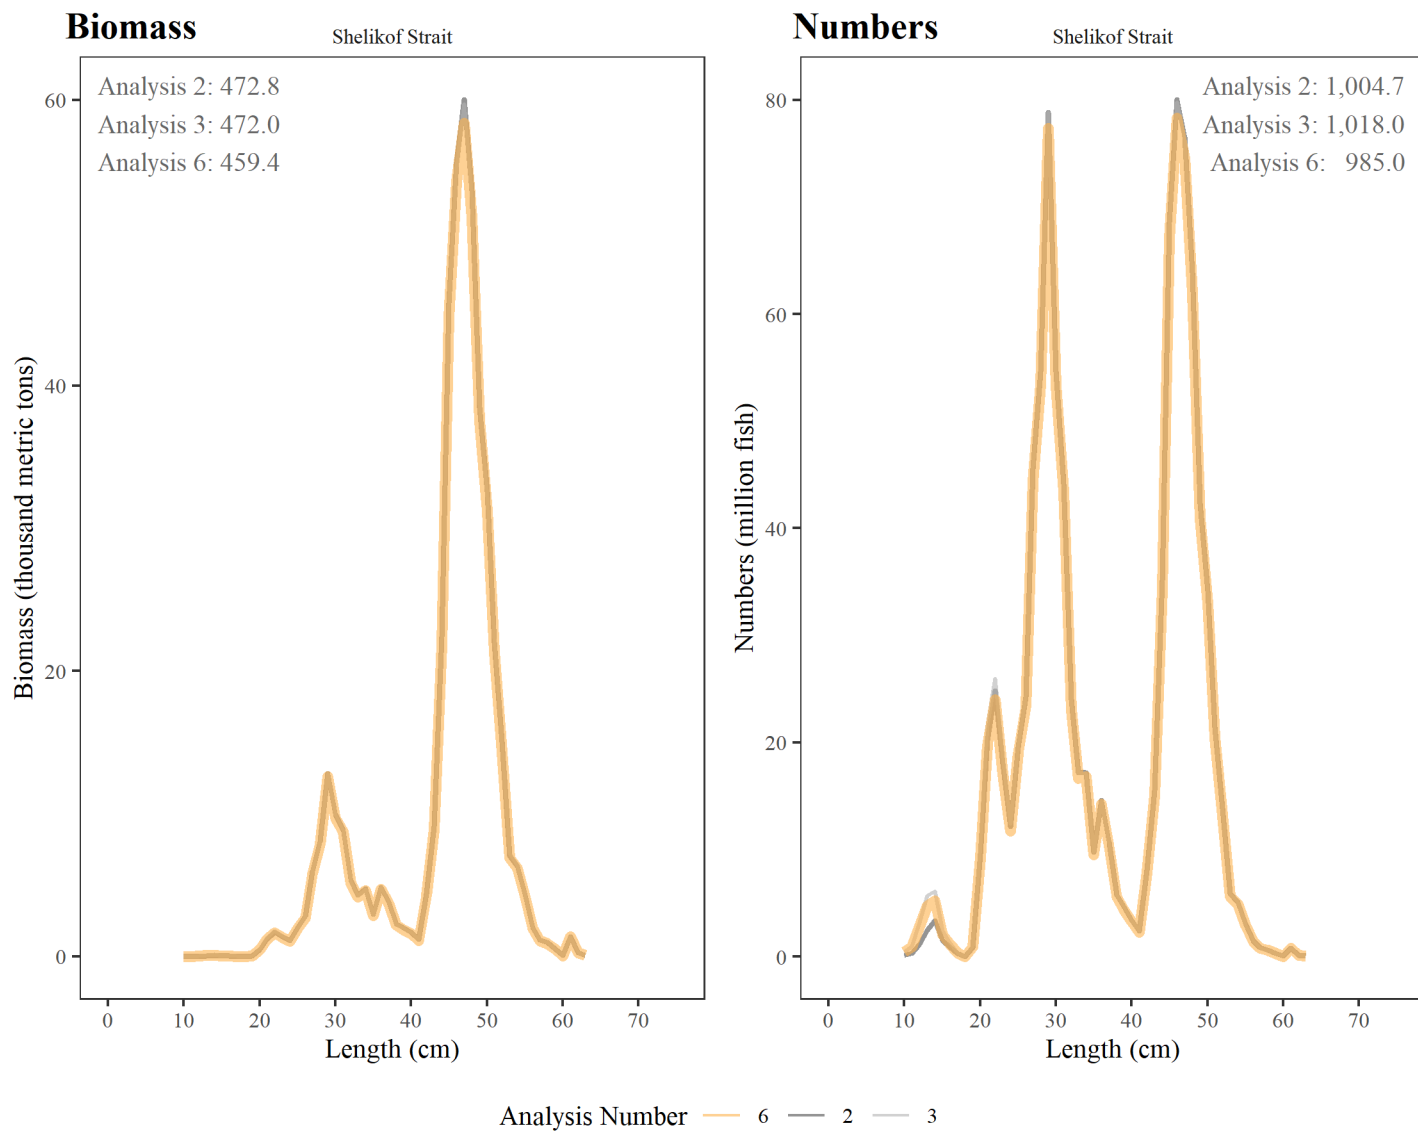 Biomass
Shelikof Strait
Analysis 2: 472.8
Analysis 3: 472.0
Analysis 6: 459.4
Biomass (thousand metric tons)
60
40
20
0
0 10 20 30 40 50 60 70
Length (cm)
Numbers
Shelikof Strait
Analysis 2: 1,004.7
Analysis 3: 1,018.0
Analysis 6: 985.0
Numbers (million fish)
80
60
40
20
0
0 10 20 30 40 50 60 70
Length (cm)
Analysis Number 6 2 3